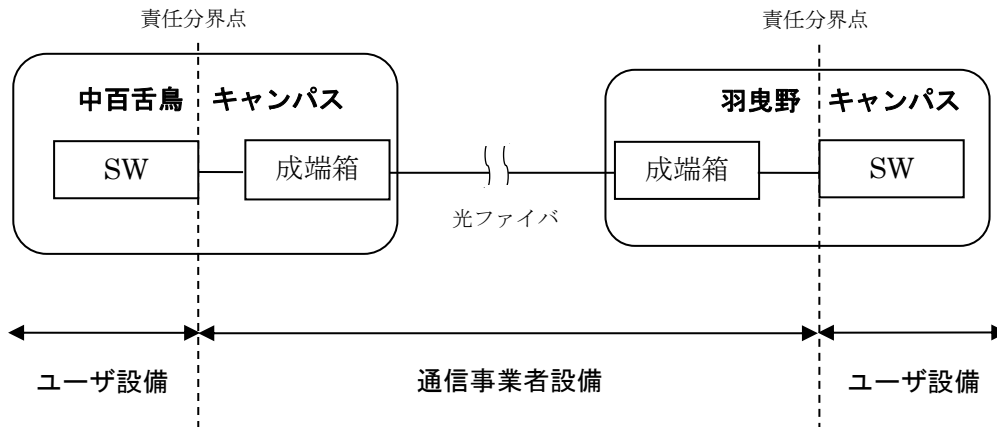 責任分界点
責任分界点
中百舌鳥 キャンパス
羽曳野 キャンパス
SW
成端箱
成端箱
SW
光ファイバ
ユーザ設備
通信事業者設備
ユーザ設備